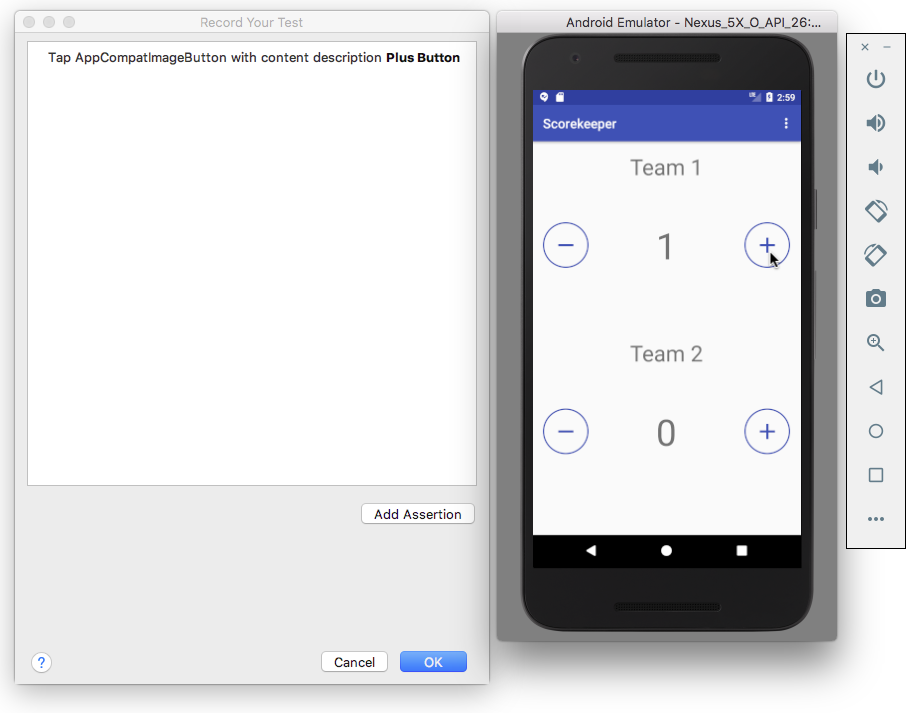 Record Your Test
Tap AppCompatImageButton with content description Plus Button
Add Assertion
?
Cancel
OK
Android Emulator - Nexus_5X_O_API_26:...
2:59
Scorekeeper
Team 1
− 1 +
Team 2
− 0 +